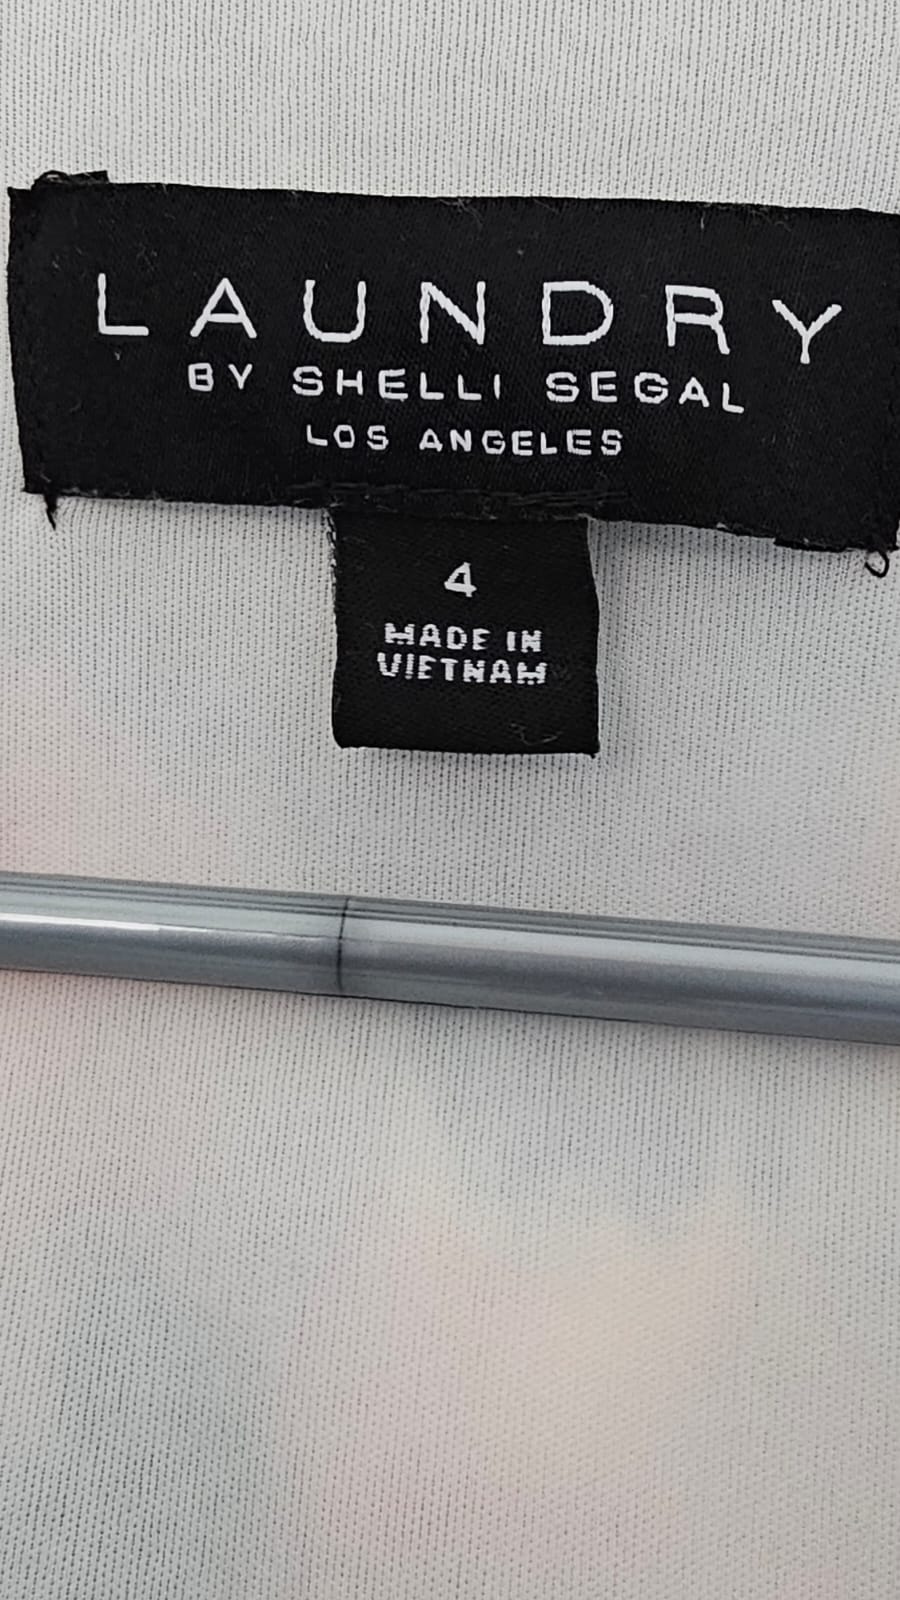 LAUNDRY
BY SHELLI SEGAL
LOS ANGELES
4
MADE IN
VIETNAM